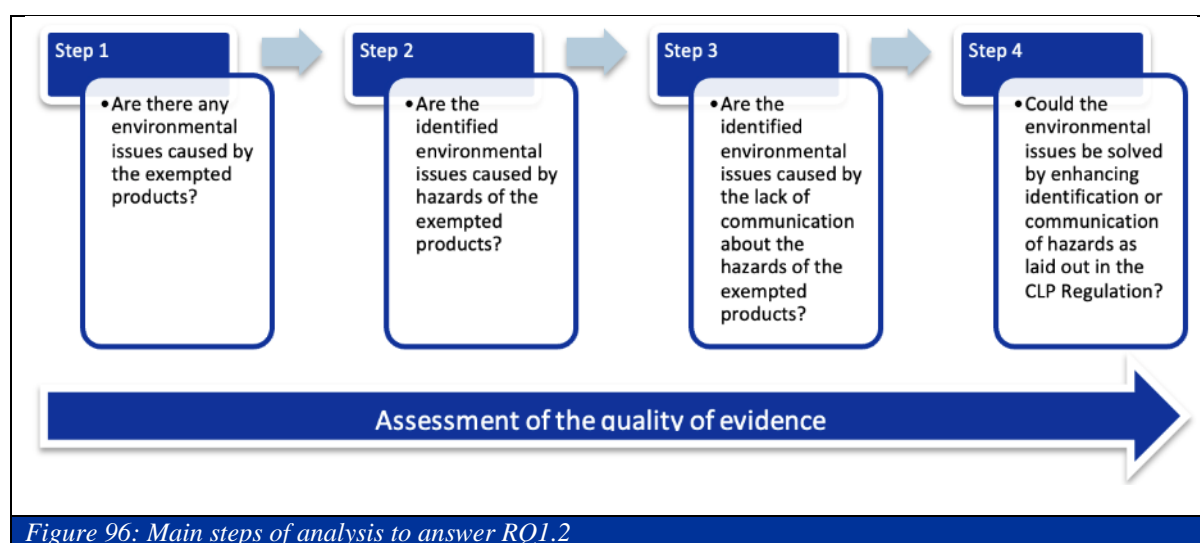 Step 1
•Are there any
environmental
issues caused by
the exempted
products?
Step 2
•Are the
identified
environmental
issues caused by
hazards of the
exempted
products?
Step 3
•Are the
identified
environmental
issues caused by
the lack of
communication
about the
hazards of the
exempted
products?
Step 4
•Could the
environmental
issues be solved
by enhancing
identification or
communication
of hazards as
laid out in the
CLP Regulation?
Assessment of the quality of evidence
Figure 96: Main steps of analysis to answer RQ1.2